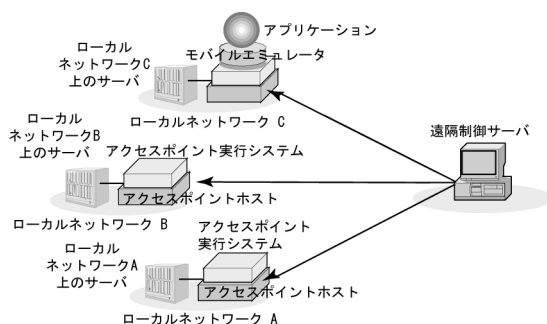 アプリケーション
モバイルエミュレータ
ローカル
ネットワークC
上のサーバ
ローカルネットワーク C
遠隔制御サーバ
ローカル
ネットワークB
上のサーバ
アクセスポイント実行システム
アクセスポイントホスト
ローカルネットワーク B
アクセスポイント
実行システム
ローカル
ネットワークA
上のサーバ
アクセスポイントホスト
ローカルネットワーク A